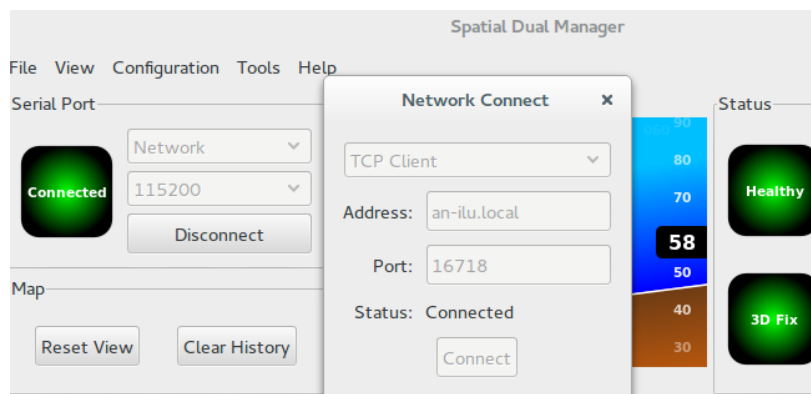 Spatial Dual Manager
File View Configuration Tools Help
Serial Port
Connected
Network
115200
Disconnect
Map
Reset View
Clear History
Network Connect ×
TCP Client
Address: an-ilu.local
Port: 16718
Status: Connected
Connect
060
90
80
70
58
50
40
30
Status
Healthy
3D Fix